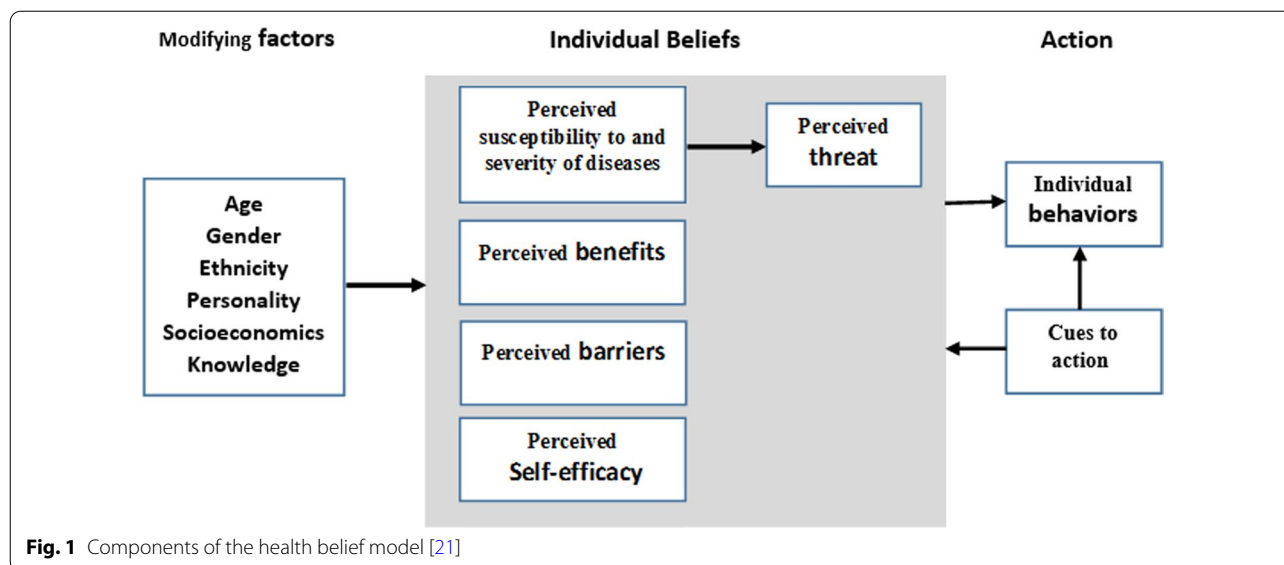 Modifying factors
Individual Beliefs
Action
Age
Gender
Ethnicity
Personality
Socioeconomics
Knowledge
Perceived
susceptibility to and
severity of diseases
Perceived
threat
Perceived benefits
Perceived barriers
Perceived
Self-efficacy
Individual
behaviors
Cues to
action
Fig. 1 Components of the health belief model [21]